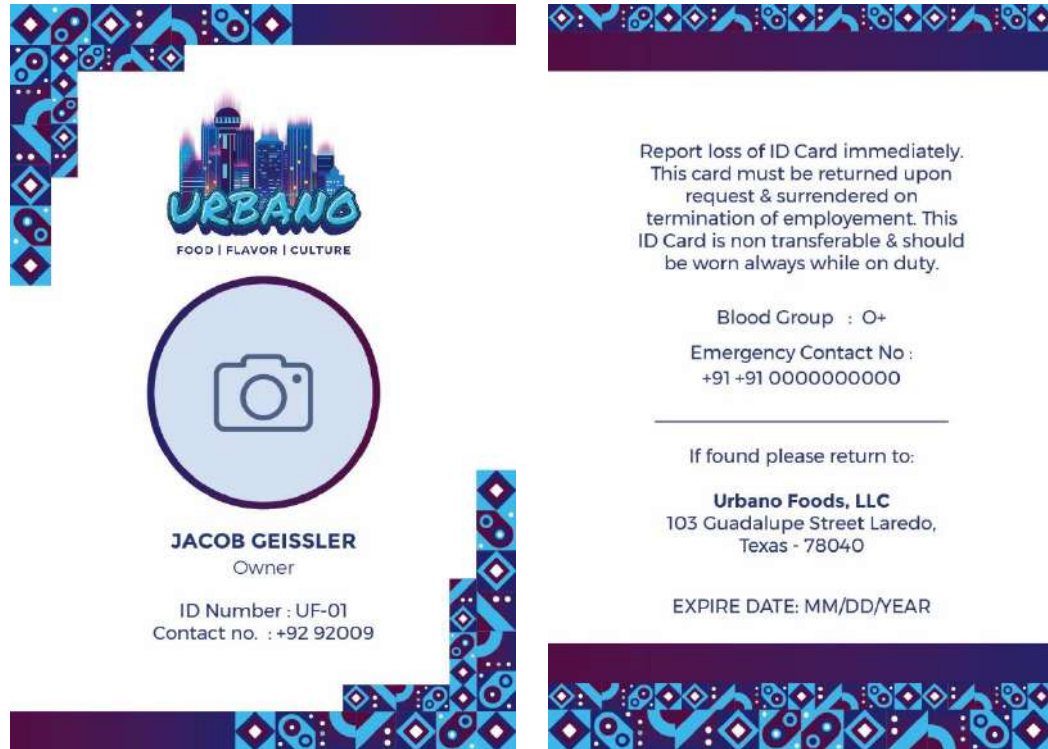 URBANO
FOOD | FLAVOR | CULTURE
JACOB GEISSLER
Owner
ID Number : UF-01
Contact no. : +92 92009
Report loss of ID Card immediately.
This card must be returned upon
request & surrendered on
termination of employement. This
ID Card is non transferable & should
be worn always while on duty.
Blood Group : O+
Emergency Contact No :
+91 +91 0000000000
If found please return to:
Urbano Foods, LLC
103 Guadalupe Street Laredo,
Texas - 78040
EXPIRE DATE: MM/DD/YEAR